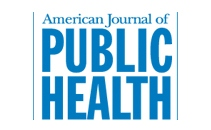 American Journal of
PUBLIC
HEALTH